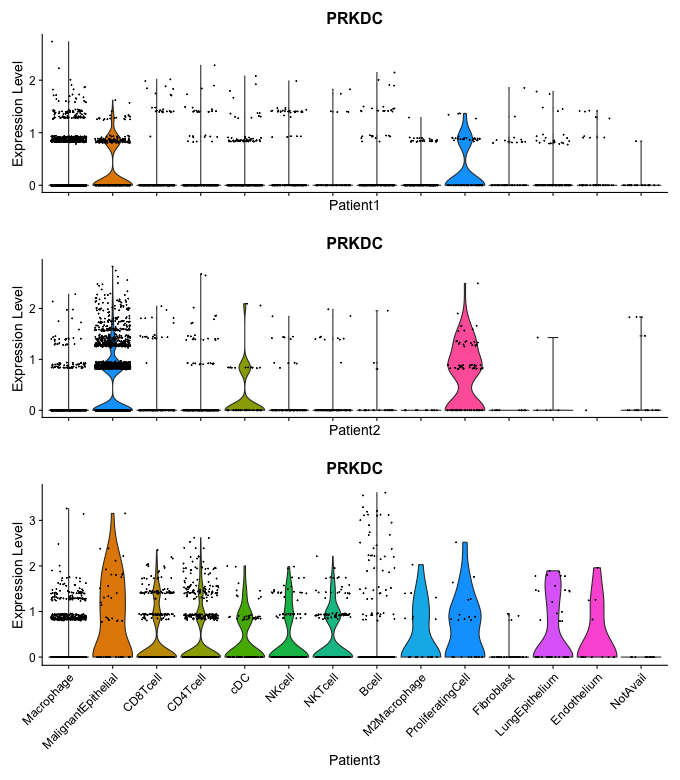 PRKDC
Expression Level
2
1
0
Patient1
PRKDC
Expression Level
2
1
0
Patient2
PRKDC
Expression Level
3
2
1
0
Macrophage
MalignantEpithelial
CD8Tcell
CD4Tcell
cDC
NKcell
NKTcell
Bcell
M2Macrophage
ProliferatingCell
Fibroblast
LungEpithelium
Endothelium
NotAvail
Patient3